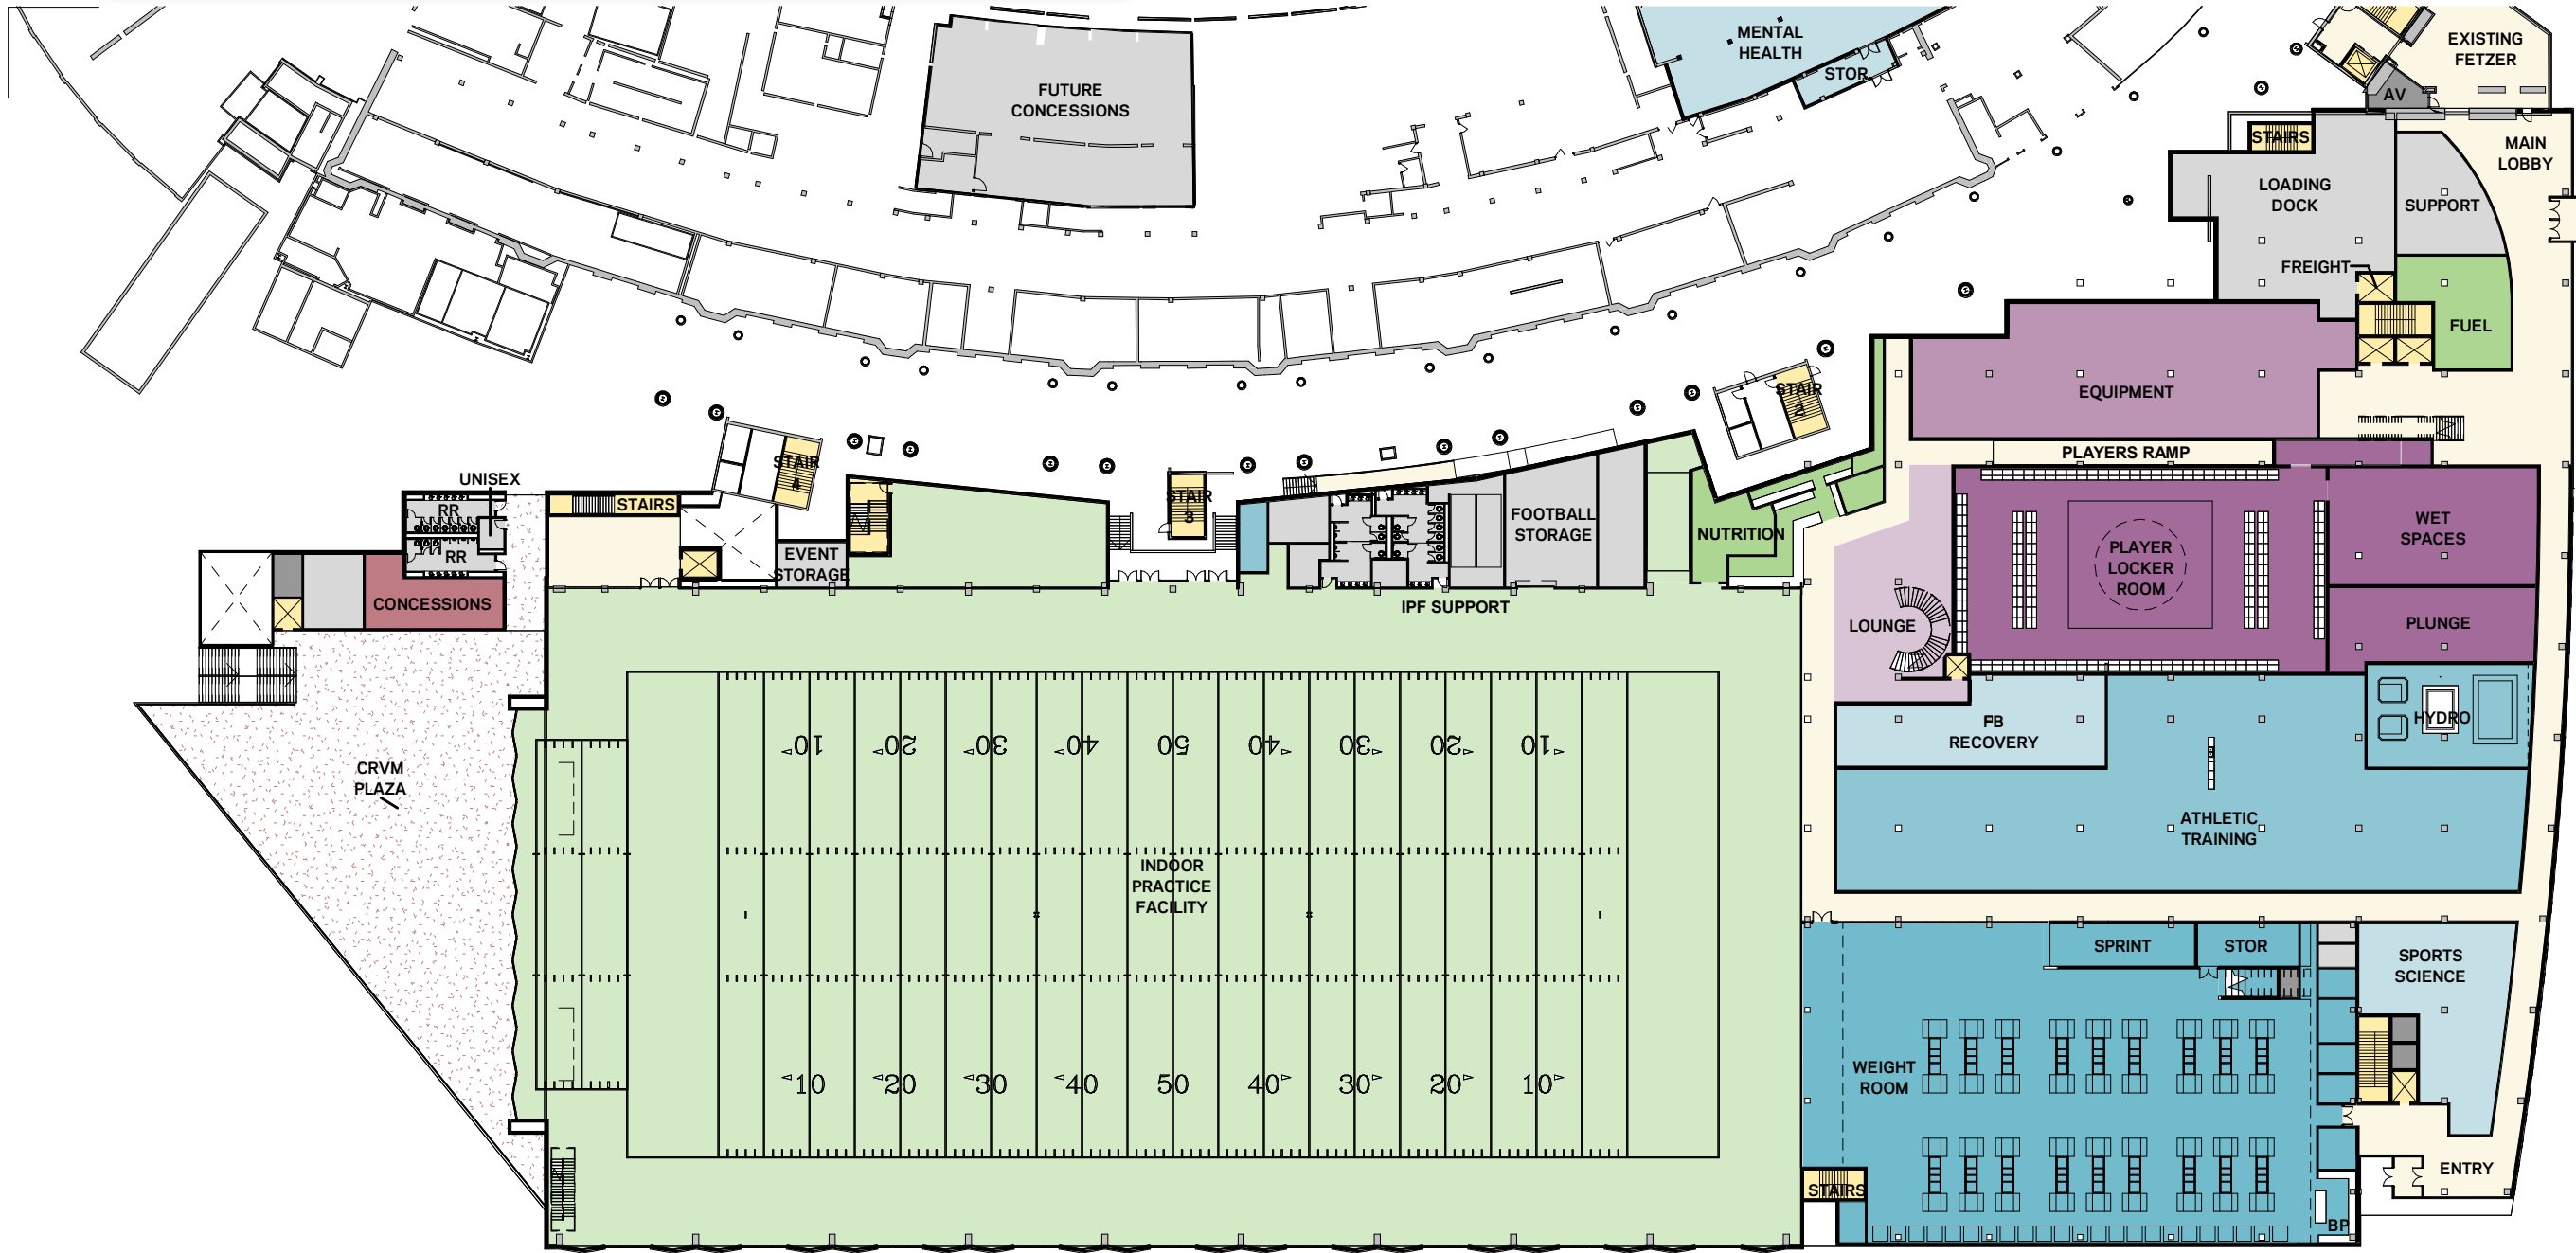 MENTAL
HEALTH
STOR
EXISTING
FETZER
AV
FUTURE
CONCESSIONS
STAIRS
MAIN
LOBBY
LOADING
DOCK
SUPPORT
FREIGHT
FUEL
EQUIPMENT
STAIR
2
PLAYERS RAMP
STAIR
4
UNISEX
RR
RR
STAIRS
STAIR
3
EVENT
STORAGE
FOOTBALL
STORAGE
NUTRITION
WET
SPACES
PLAYER
LOCKER
ROOM
CONCESSIONS
IPF SUPPORT
LOUNGE
PLUNGE
FB
RECOVERY
HYDRO
CRVM
PLAZA
10 20 30 40 50 40 30 20 10
ATHLETIC
TRAINING
INDOOR
PRACTICE
FACILITY
SPRINT
STOR
SPORTS
SCIENCE
WEIGHT
ROOM
10 20 30 40 50 40 30 20 10
ENTRY
STAIRS
BP